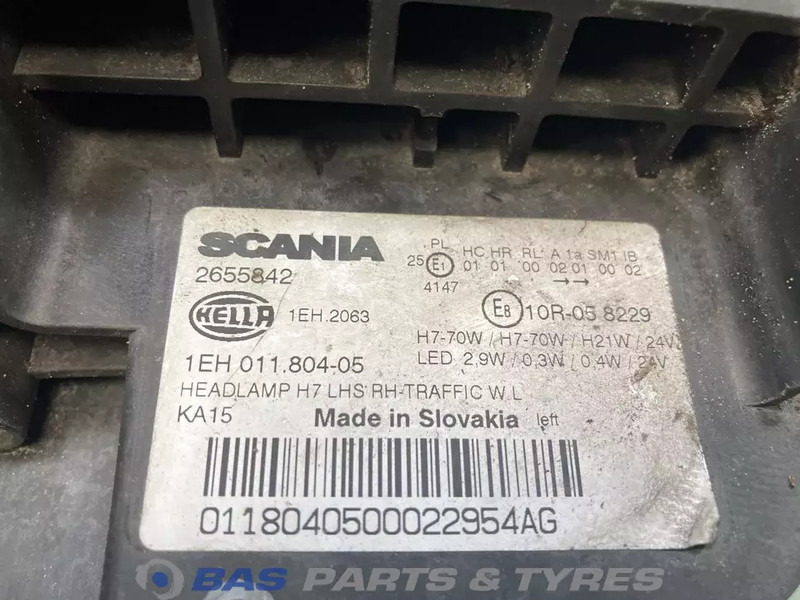 SCANIA
2655842
HELLA
1EH.2063
1EH 011.804-05
HEADLAMP H7 LHS RH-TRAFFIC W L
KA15
Made in Slovakia left
PL HC HR RL A 1a SM1 IB
25 E1 01 01 00 02 01 00 02
4147 →→
E8 10R-05 8229
H7-70W / H7-70W / H21W / 24V
LED 2,9W / 0,3W / 0,4W / 24V
0118040500022954AG
BAS PARTS & TYRES